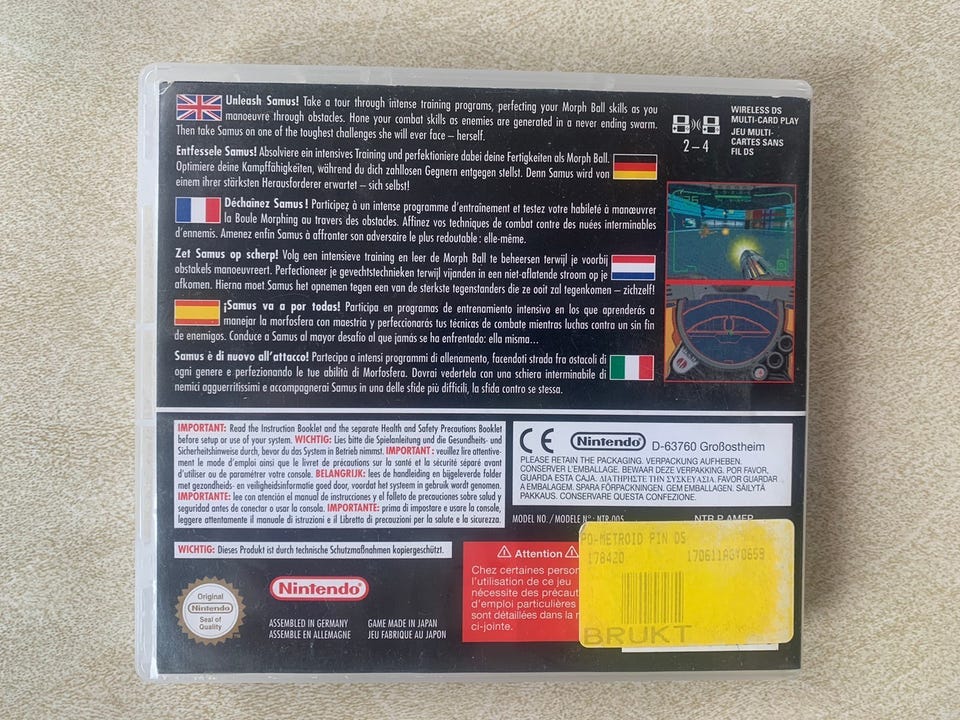 Unleash Samus! Take a tour through intense training programs, perfecting your Morph Ball skills as you
manoeuvre through obstacles. Hone your combat skills as enemies are generated in a never ending swarm.
Then take Samus on one of the toughest challenges she will ever face – herself.
Entfessele Samus! Absolviere ein intensives Training und perfektioniere dabei deine Fertigkeiten als Morph Ball.
Optimiere deine Kampffähigkeiten, während du dich zahllosen Gegnern entgegen stellst. Denn Samus wird von
einem ihrer stärksten Herausforderer erwartet – sich selbst!
Déchaînez Samus ! Participez à un intense programme d'entraînement et testez votre habileté à manœuvrer
la Boule Morphing au travers des obstacles. Affinez vos techniques de combat contre des nuées interminables
d'ennemis. Amenez enfin Samus à affronter son adversaire le plus redoutable : elle-même.
Zet Samus op scherp! Volg een intensieve training en leer de Morph Ball te beheersen terwijl je voorbij
obstakels manoeuvreert. Perfectioneer je gevechtstechnieken terwijl vijanden in een niet-aflatende stroom op je
afkomen. Hierna moet Samus het opnemen tegen een van de sterkste tegenstanders die ze ooit zal tegenkomen – zichzelf!
¡Samus va a por todas! Participa en programas de entrenamiento intensivo en los que aprenderás a
manejar la morfosfera con maestría y perfeccionarás tus técnicas de combate mientras luchas contra un sin fin
de enemigos. Conduce a Samus al mayor desafío al que jamás se ha enfrentado: ella misma...
Samus è di nuovo all'attacco! Partecipa a intensi programmi di allenamento, facendoti strada fra ostacoli di
ogni genere e perfezionando le tue abilità di Morfosfera. Dovrai vedertela con una schiera interminabile di
nemici agguerritissimi e accompagnerai Samus in una delle sfide più difficili, la sfida contro se stessa.
2 – 4
WIRELESS DS
MULTI-CARD PLAY
JEU MULTI-
CARTES SANS
FIL DS
IMPORTANT: Read the Instruction Booklet and the separate Health and Safety Precautions Booklet
before setup or use of your system. WICHTIG: Lies bitte die Spielanleitung und die Gesundheits- und
Sicherheitshinweise durch, bevor du das System in Betrieb nimmst. IMPORTANT : veuillez lire attentive-
ment le mode d'emploi ainsi que le livret de précautions sur la santé et la sécurité séparé avant
d'utiliser ou de paramétrer votre console. BELANGRIJK: lees de handleiding en bijgeleverde folder
met gezondheids- en veiligheidsinformatie goed door, voordat het systeem in gebruik wordt genomen.
IMPORTANTE: lee con atención el manual de instrucciones y el folleto de precauciones sobre salud y
seguridad antes de conectar o usar la consola. IMPORTANTE: prima di impostare e usare la console,
leggere attentamente il manuale di istruzioni e il Libretto di precauzioni per la salute e la sicurezza.
CE Nintendo D-63760 Großostheim
PLEASE RETAIN THE PACKAGING. VERPACKUNG AUFHEBEN.
CONSERVER L'EMBALLAGE. BEWAAR DEZE VERPAKKING. POR FAVOR,
GUARDA ESTA CAJA. ΔΙΑΤΗΡΗΣΤΕ ΤΗΝ ΣΥΣΚΕΥΑΣΙΑ. FAVOR GUARDAR
A EMBALAGEM. SPARA FÖRPACKNINGEN. GEM EMBALLAGEN. SÄILYTÄ
PAKKAUS. CONSERVARE QUESTA CONFEZIONE.
MODEL NO./MODELE N°: NTR-005
WICHTIG: Dieses Produkt ist durch technische Schutzmaßnahmen kopiergeschützt.
Original
Nintendo
Seal of
Quality
Nintendo
ASSEMBLED IN GERMANY
ASSEMBLE EN ALLEMAGNE
GAME MADE IN JAPAN
JEU FABRIQUE AU JAPON
Attention
Chez certaines
l'utilisation de ce jeu
nécessite des
d'emploi particulières
sont détaillées dans la
ci-jointe.
PO-METROID PIN DS
178420 170611AGY0659
BRUKT